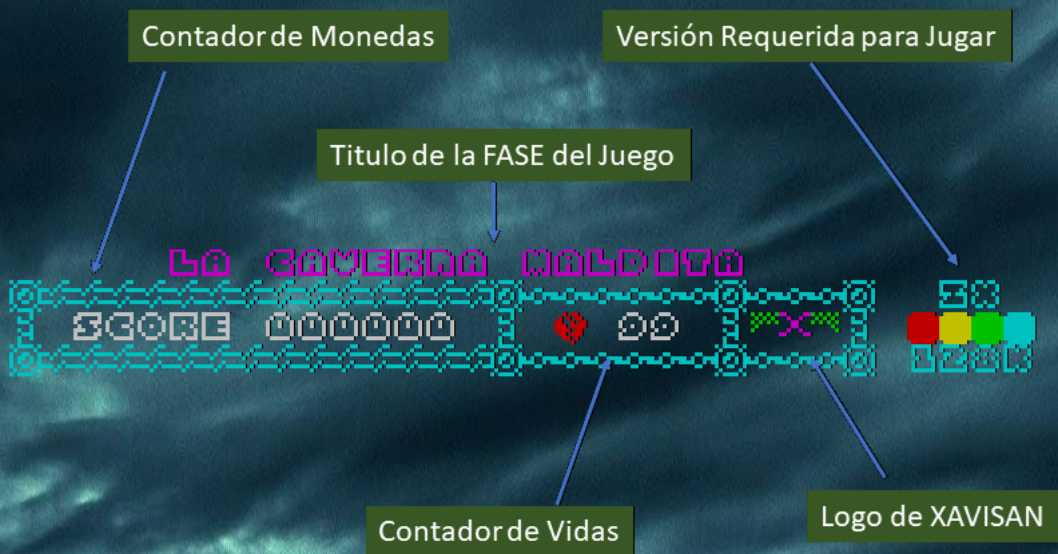 Contador de Monedas
Versión Requerida para Jugar
Titulo de la FASE del Juego
LA CAVERNA MALDITA
SCORE 000000
99
X
SX
128K
Contador de Vidas
Logo de XAVISAN